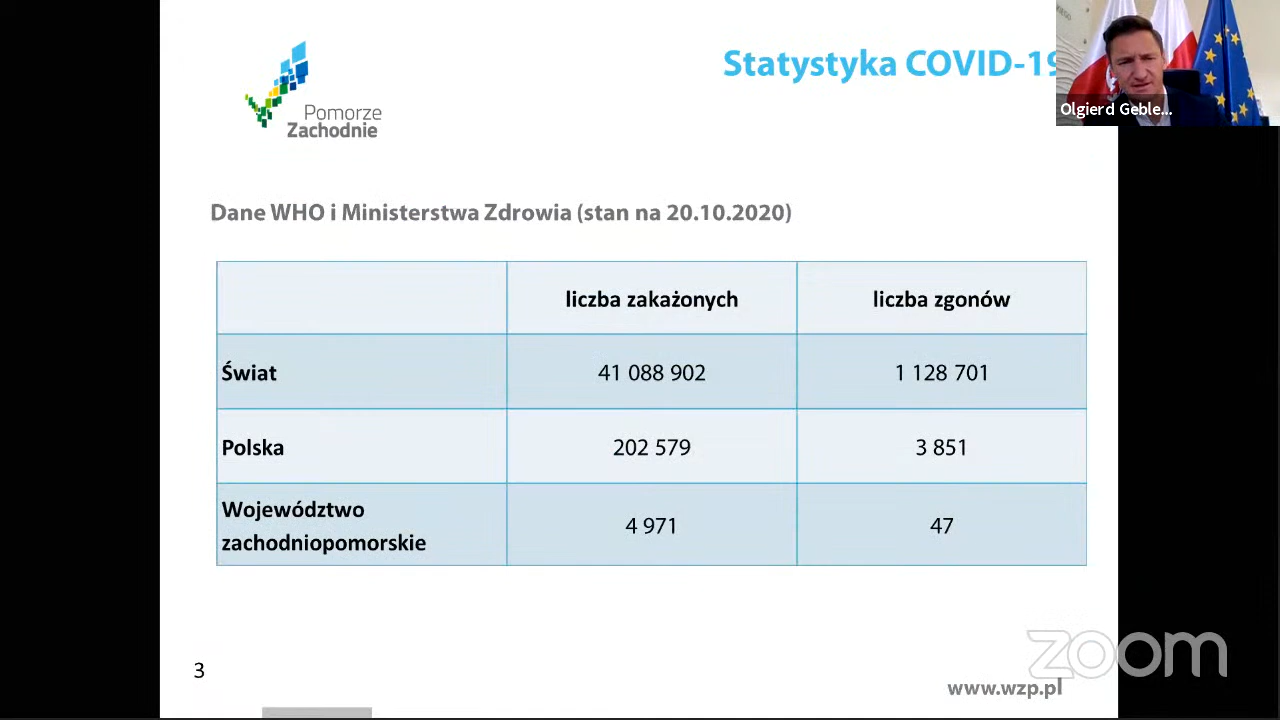 Statystyka COVID-19
Olgierd Geble...
Pomorze
Zachodnie
Dane WHO i Ministerstwa Zdrowia (stan na 20.10.2020)
liczba zakażonych
liczba zgonów
Świat
41 088 902
1 128 701
Polska
202 579
3 851
Województwo
zachodniopomorskie
4 971
47
zoom
3
www.wzp.pl